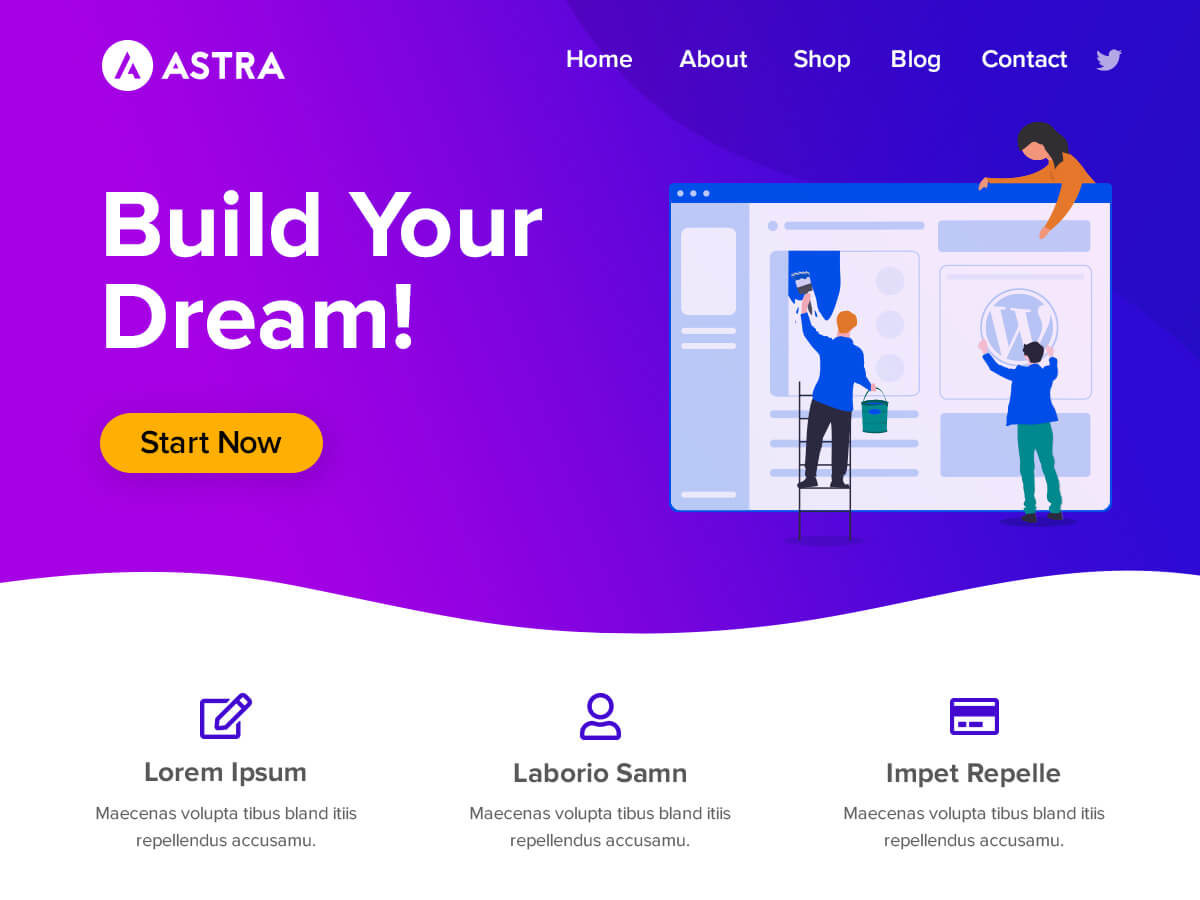 ASTRA
Home About Shop Blog Contact
Build Your
Dream!
Start Now
Lorem Ipsum
Maecenas volupta tibus bland itiis
repellendus accusamu.
Laborio Samn
Maecenas volupta tibus bland itiis
repellendus accusamu.
Impet Repelle
Maecenas volupta tibus bland itiis
repellendus accusamu.